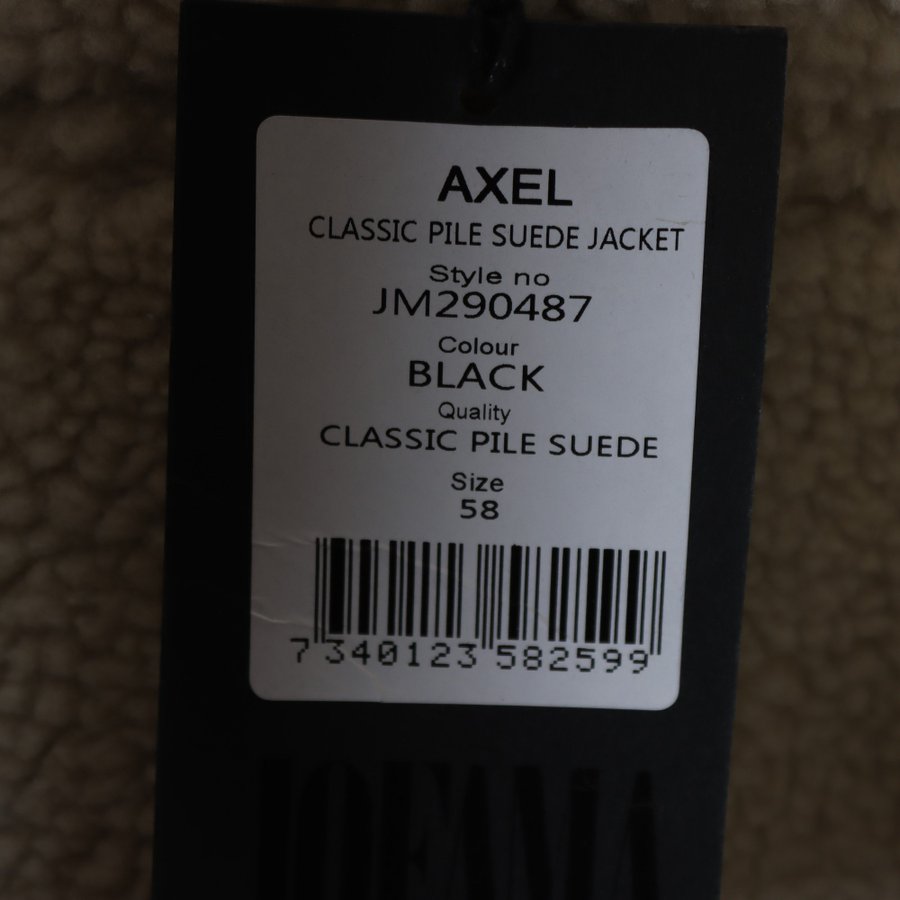 AXEL
CLASSIC PILE SUEDE JACKET
Style no
JM290487
Colour
BLACK
Quality
CLASSIC PILE SUEDE
Size
58
7 340123 582599
JOFAMA